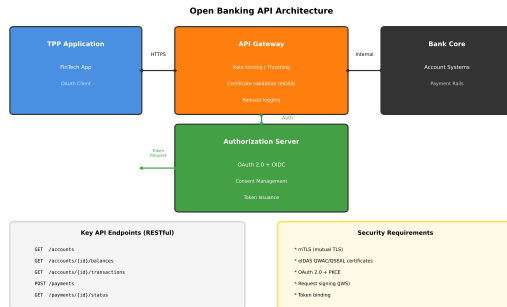 Open Banking API Architecture
TPP Application
FinTech App
OAuth Client
HTTPS
API Gateway
Rate limiting | Throttling
Certificate validation (eIDAS)
Request logging
Internal
Bank Core
Account Systems
Payment Rails
Auth
Token
Request
Authorization Server
OAuth 2.0 + OIDC
Consent Management
Token Issuance
Key API Endpoints (RESTful)
GET /accounts
GET /accounts/{id}/balances
GET /accounts/{id}/transactions
POST /payments
GET /payments/{id}/status
Security Requirements
* mTLS (mutual TLS)
* eIDAS QWAC/QSEAL certificates
* OAuth 2.0 + PKCE
* Request signing (JWS)
* Token binding